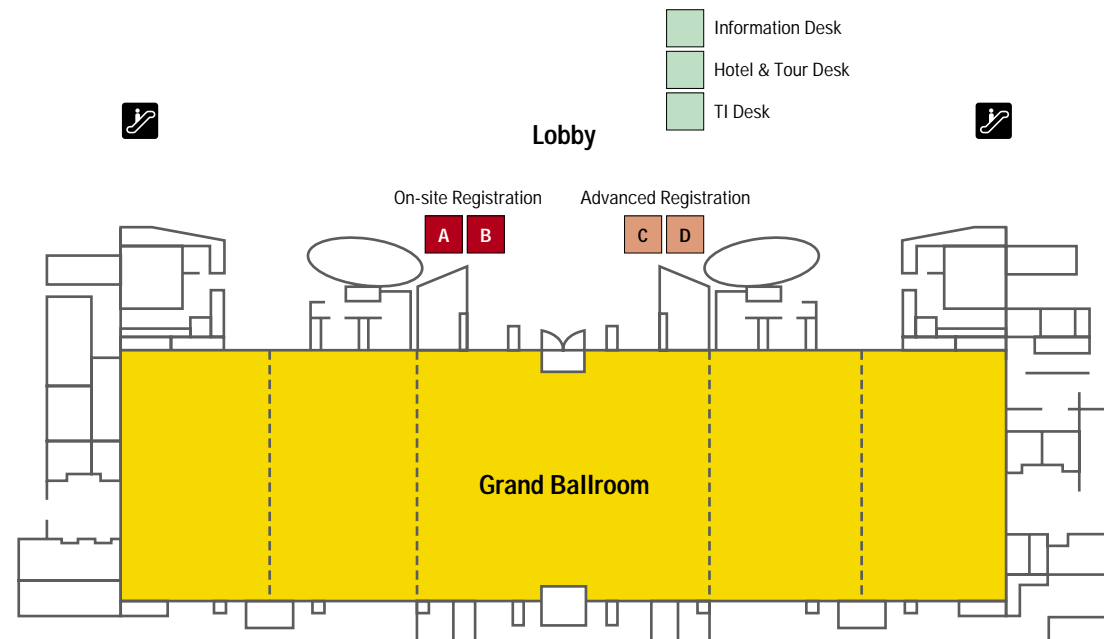 Information Desk
Hotel & Tour Desk
TI Desk
Lobby
On-site Registration
Advanced Registration
A B
C D
Grand Ballroom